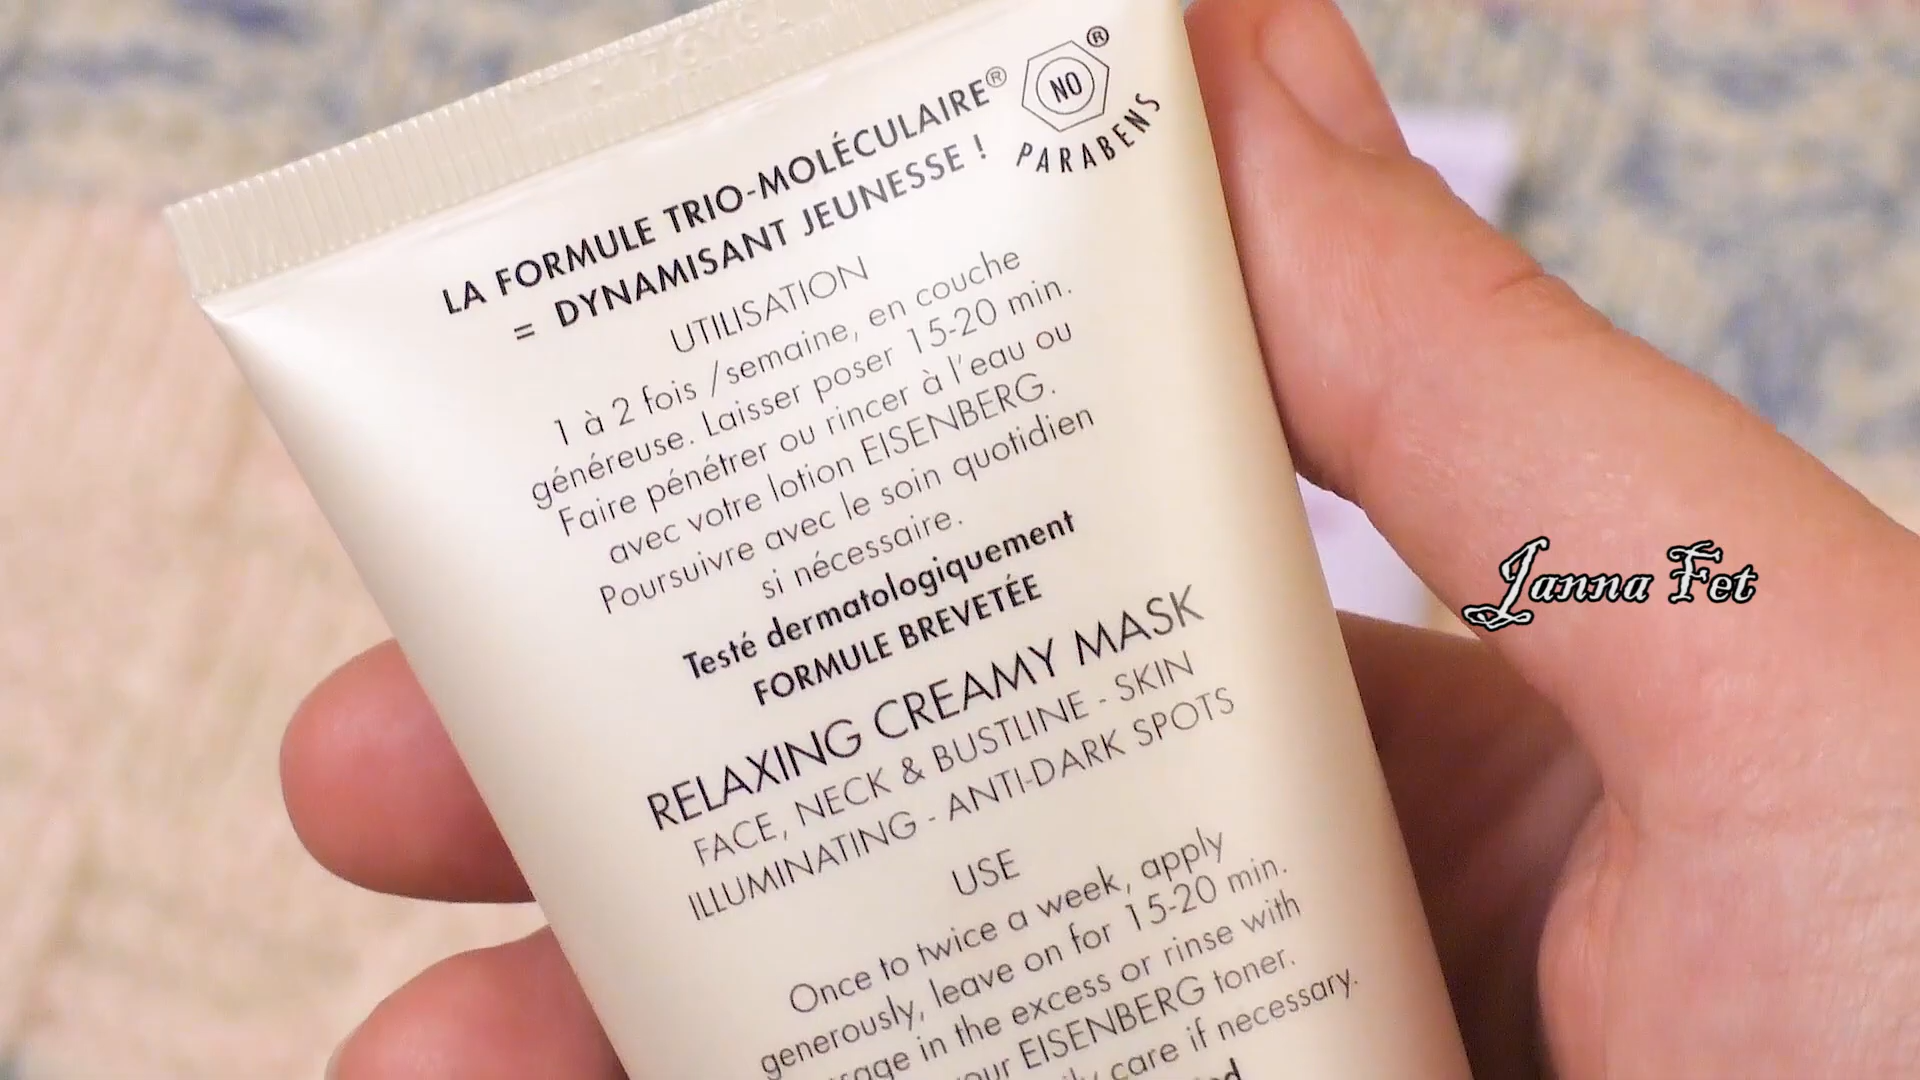 LA FORMULE TRIO-MOLÉCULAIRE®
= DYNAMISANT JEUNESSE !
NO
®
PARABENS
UTILISATION
1 à 2 fois /semaine, en couche
généreuse. Laisser poser 15-20 min.
Faire pénétrer ou rincer à l'eau ou
avec votre lotion EISENBERG.
Poursuivre avec le soin quotidien
si nécessaire.
Testé dermatologiquement
FORMULE BREVETÉE
RELAXING CREAMY MASK
FACE, NECK & BUSTLINE - SKIN
ILLUMINATING - ANTI-DARK SPOTS
USE
Once to twice a week, apply
generously, leave on for 15-20 min.
in the excess or rinse with
EISENBERG toner.
care if necessary.
Janna Fet